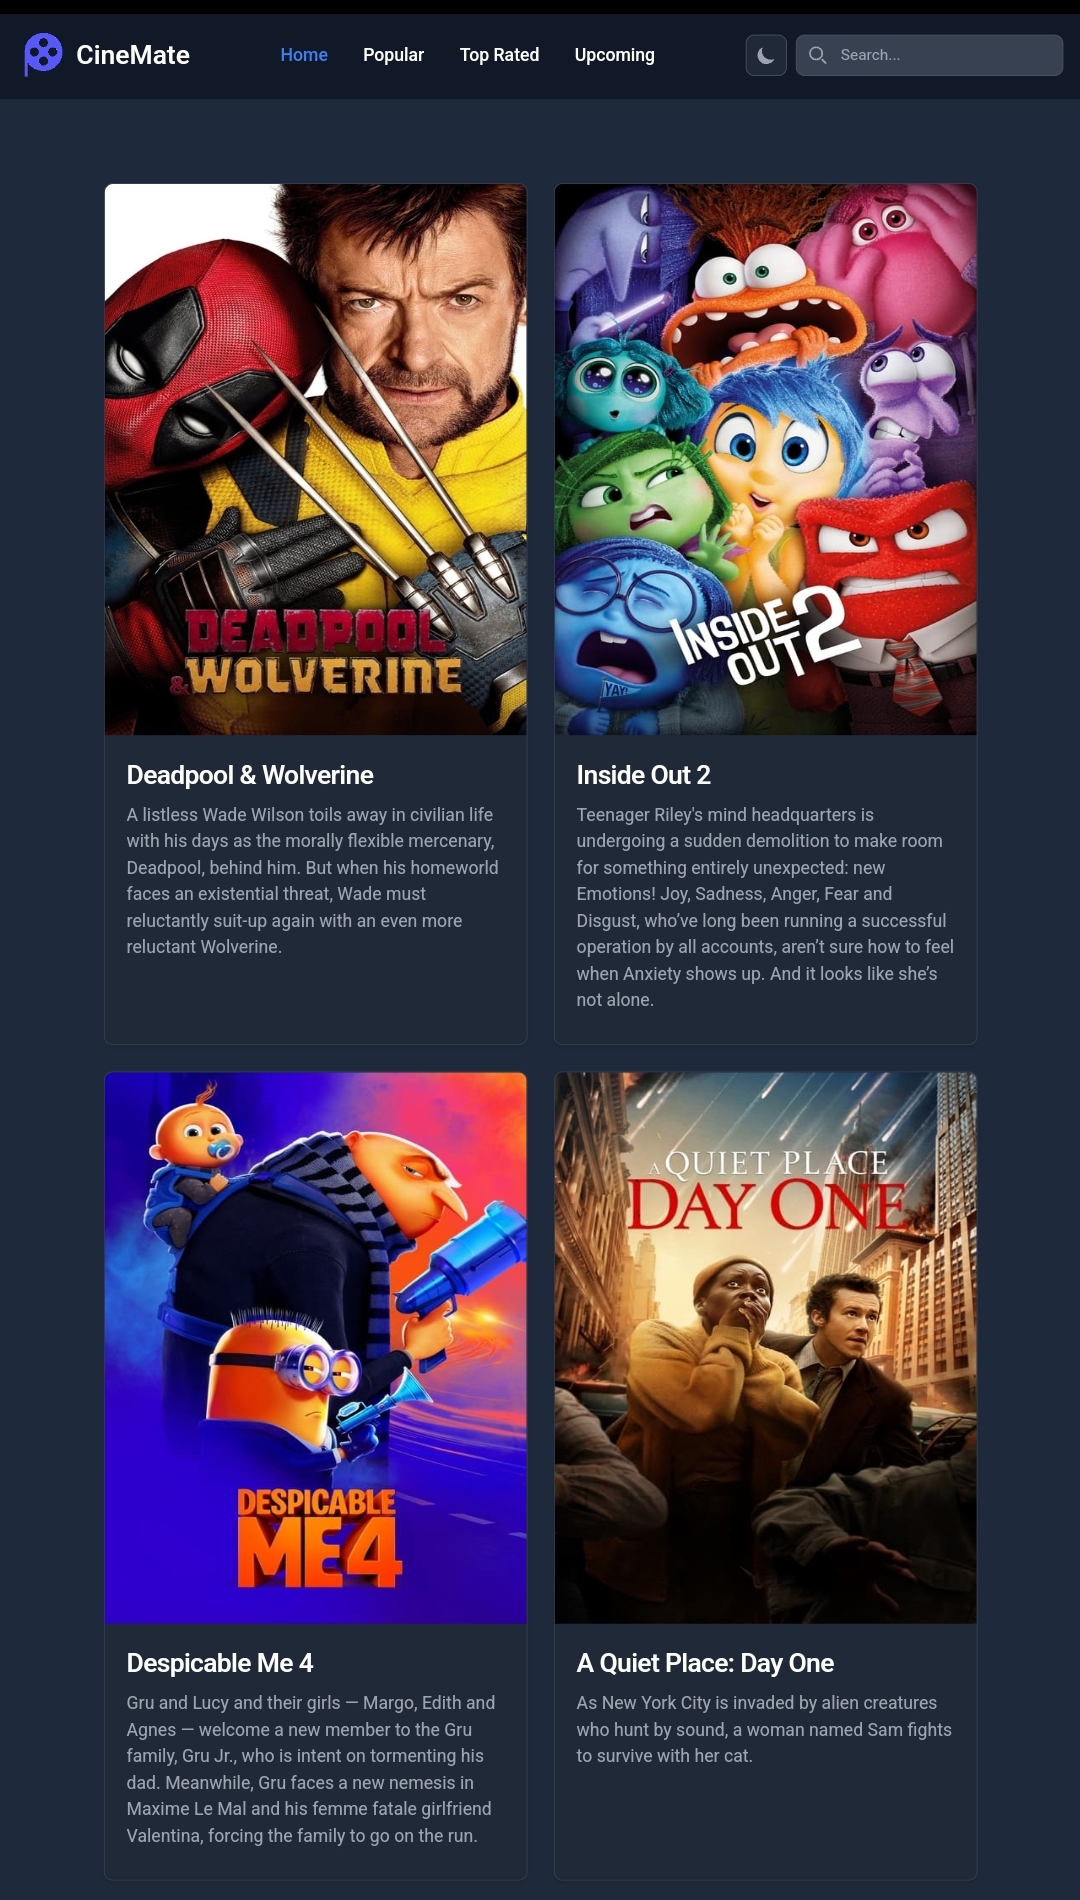 CineMate
Home Popular Top Rated Upcoming
Search...
DEADPOOL
& WOLVERINE
YAY!
INSIDE
OUT 2
Deadpool & Wolverine
A listless Wade Wilson toils away in civilian life
with his days as the morally flexible mercenary,
Deadpool, behind him. But when his homeworld
faces an existential threat, Wade must
reluctantly suit-up again with an even more
reluctant Wolverine.
Inside Out 2
Teenager Riley's mind headquarters is
undergoing a sudden demolition to make room
for something entirely unexpected: new
Emotions! Joy, Sadness, Anger, Fear and
Disgust, who’ve long been running a successful
operation by all accounts, aren’t sure how to feel
when Anxiety shows up. And it looks like she’s
not alone.
DESPICABLE
ME 4
A QUIET PLACE
DAY ONE
Despicable Me 4
Gru and Lucy and their girls — Margo, Edith and
Agnes — welcome a new member to the Gru
family, Gru Jr., who is intent on tormenting his
dad. Meanwhile, Gru faces a new nemesis in
Maxime Le Mal and his femme fatale girlfriend
Valentina, forcing the family to go on the run.
A Quiet Place: Day One
As New York City is invaded by alien creatures
who hunt by sound, a woman named Sam fights
to survive with her cat.